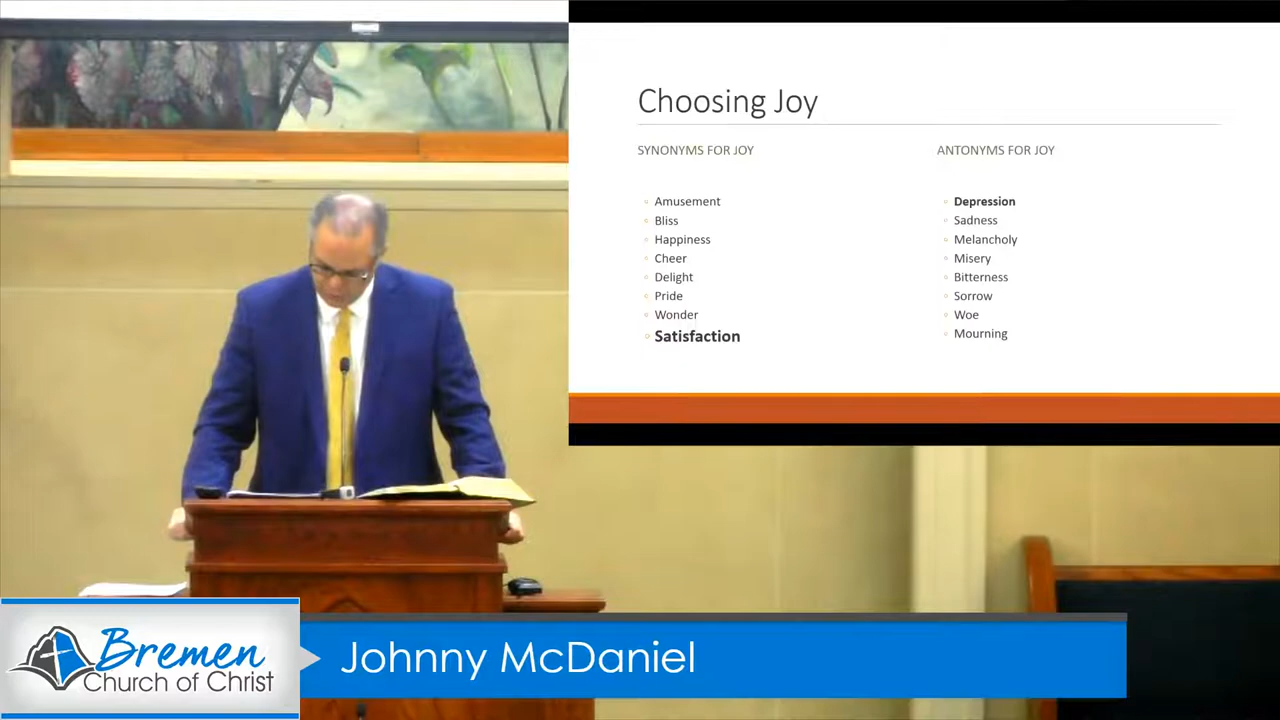 Choosing Joy
SYNONYMS FOR JOY
Amusement
Bliss
Happiness
Cheer
Delight
Pride
Wonder
Satisfaction
ANTONYMS FOR JOY
Depression
Sadness
Melancholy
Misery
Bitterness
Sorrow
Woe
Mourning
Bremen
Church of Christ
Johnny McDaniel